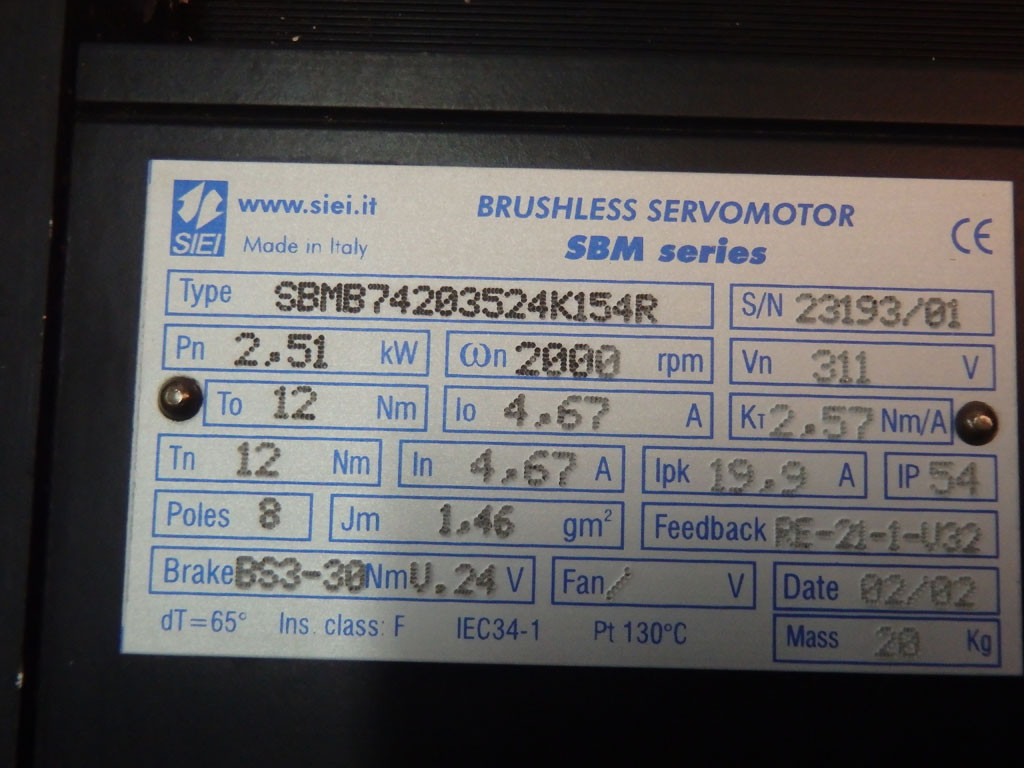 www.siei.it BRUSHLESS SERVOMOTOR
SIEI Made in Italy SBM series CE
Type SBMB74203524K154R S/N 23193/01
Pn 2.51 kW ωn 2000 rpm Vn 311 V
To 12 Nm Io 4,67 A KT 2,57 Nm/A
Tn 12 Nm In 4,67 A Ipk 19,9 A IP 54
Poles 8 Jm 1,46 gm² Feedback RE-21-1-V32
Brake BS3-30 Nm V.24 V Fan / V Date 02/02
dT=65° Ins. class: F IEC34-1 Pt 130°C Mass 20 Kg